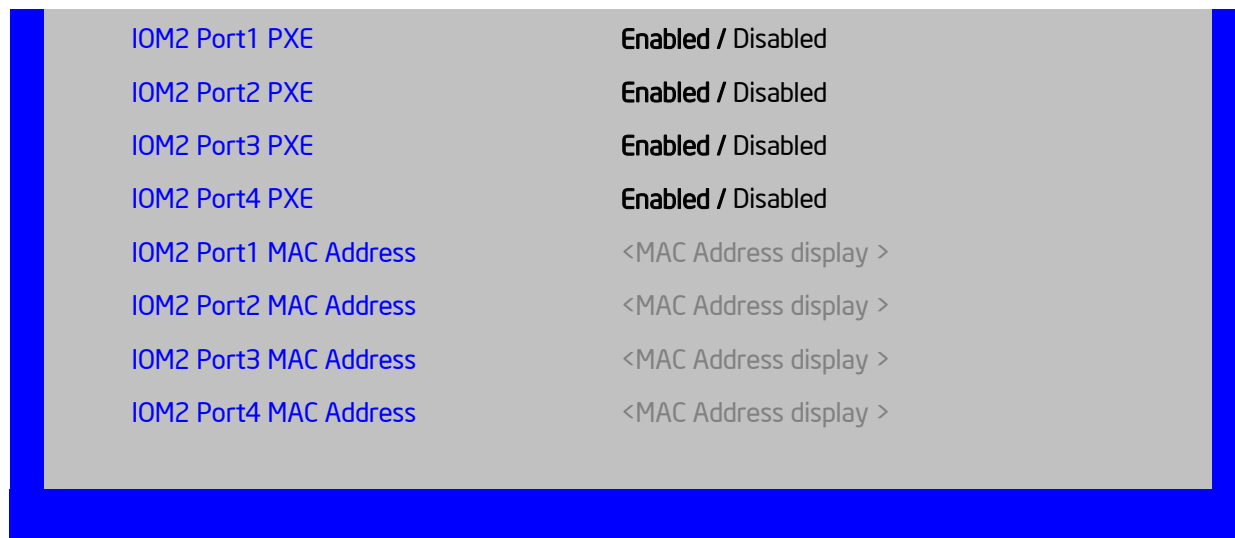 IOM2 Port1 PXE Enabled / Disabled
IOM2 Port2 PXE Enabled / Disabled
IOM2 Port3 PXE Enabled / Disabled
IOM2 Port4 PXE Enabled / Disabled
IOM2 Port1 MAC Address <MAC Address display >
IOM2 Port2 MAC Address <MAC Address display >
IOM2 Port3 MAC Address <MAC Address display >
IOM2 Port4 MAC Address <MAC Address display >